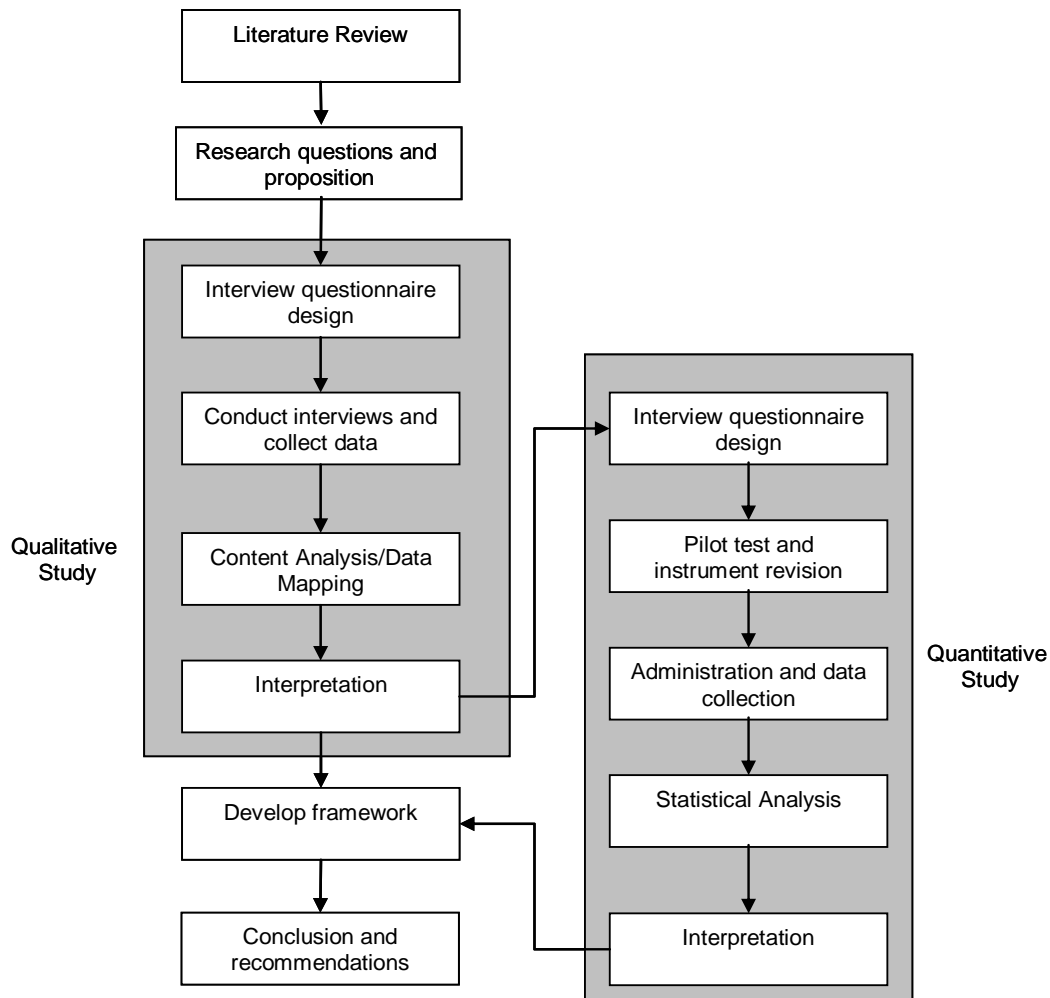 Literature Review
Research questions and
proposition
Interview questionnaire
design
Conduct interviews and
collect data
Content Analysis/Data
Mapping
Interpretation
Qualitative
Study
Develop framework
Conclusion and
recommendations
Interview questionnaire
design
Pilot test and
instrument revision
Administration and data
collection
Statistical Analysis
Interpretation
Quantitative
Study